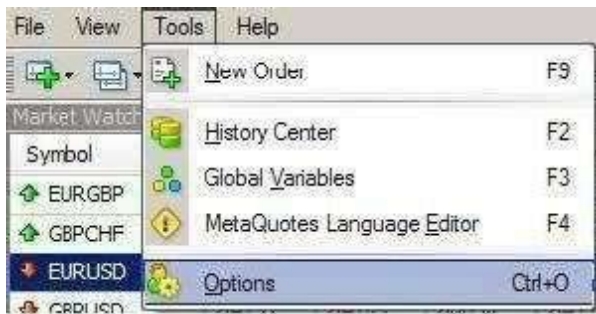 File View Tools Help
New Order F9
Market Watch
History Center F2
Symbol
Global Variables F3
EURGBP
MetaQuotes Language Editor F4
GBPCHF
EURUSD
Options Ctrl+O
GBPUSD